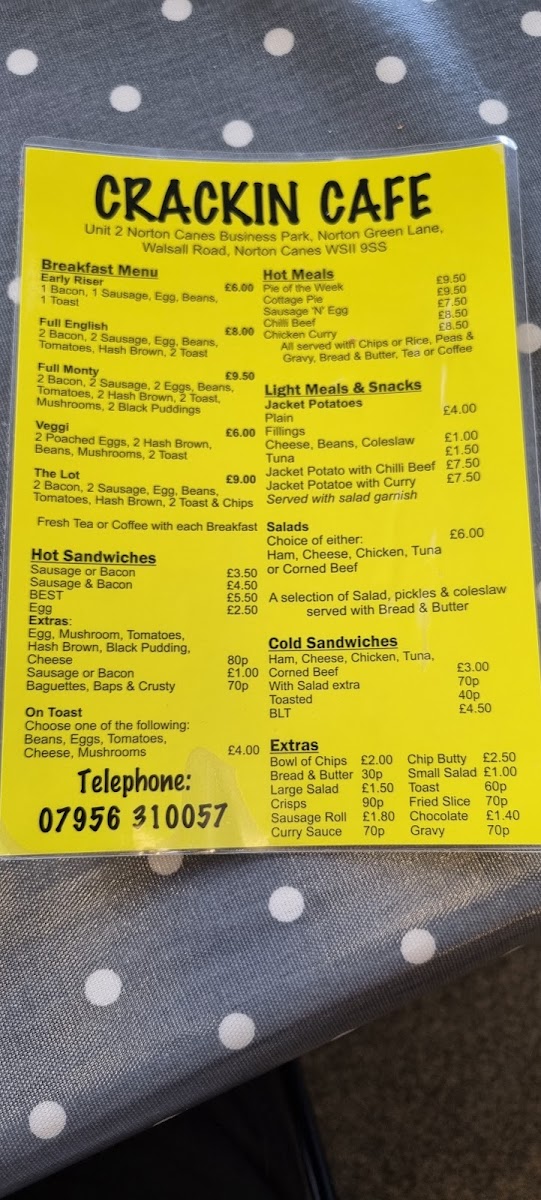 CRACKIN CAFE
Unit 2 Norton Canes Business Park, Norton Green Lane,
Walsall Road, Norton Canes WSII 9SS
Breakfast Menu
Early Riser
1 Bacon, 1 Sausage, Egg, Beans, £6.00
1 Toast
Full English
2 Bacon, 2 Sausage, Egg, Beans, £8.00
Tomatoes, Hash Brown, 2 Toast
Full Monty
2 Bacon, 2 Sausage, 2 Eggs, Beans, £9.50
Tomatoes, 2 Hash Brown, 2 Toast,
Mushrooms, 2 Black Puddings
Veggi
2 Poached Eggs, 2 Hash Brown, £6.00
Beans, Mushrooms, 2 Toast
The Lot
2 Bacon, 2 Sausage, Egg, Beans, £9.00
Tomatoes, Hash Brown, 2 Toast & Chips
Fresh Tea or Coffee with each Breakfast
Hot Sandwiches
Sausage or Bacon £3.50
Sausage & Bacon £4.50
BEST £5.50
Egg £2.50
Extras:
Egg, Mushroom, Tomatoes,
Hash Brown, Black Pudding,
Cheese 80p
Sausage or Bacon £1.00
Baguettes, Baps & Crusty 70p
On Toast
Choose one of the following:
Beans, Eggs, Tomatoes,
Cheese, Mushrooms £4.00
Telephone:
07956 310057
Hot Meals
Pie of the Week £9.50
Cottage Pie £9.50
Sausage 'N' Egg £7.50
Chilli Beef £8.50
Chicken Curry £8.50
All served with Chips or Rice, Peas &
Gravy, Bread & Butter, Tea or Coffee
Light Meals & Snacks
Jacket Potatoes
Plain £4.00
Fillings
Cheese, Beans, Coleslaw £1.00
Tuna £1.50
Jacket Potato with Chilli Beef £7.50
Jacket Potatoe with Curry £7.50
Served with salad garnish
Salads
Choice of either: £6.00
Ham, Cheese, Chicken, Tuna
or Corned Beef
A selection of Salad, pickles & coleslaw
served with Bread & Butter
Cold Sandwiches
Ham, Cheese, Chicken, Tuna,
Corned Beef £3.00
With Salad extra 70p
Toasted 40p
BLT £4.50
Extras
Bowl of Chips £2.00 Chip Butty £2.50
Bread & Butter 30p Small Salad £1.00
Large Salad £1.50 Toast 60p
Crisps 90p Fried Slice 70p
Sausage Roll £1.80 Chocolate £1.40
Curry Sauce 70p Gravy 70p